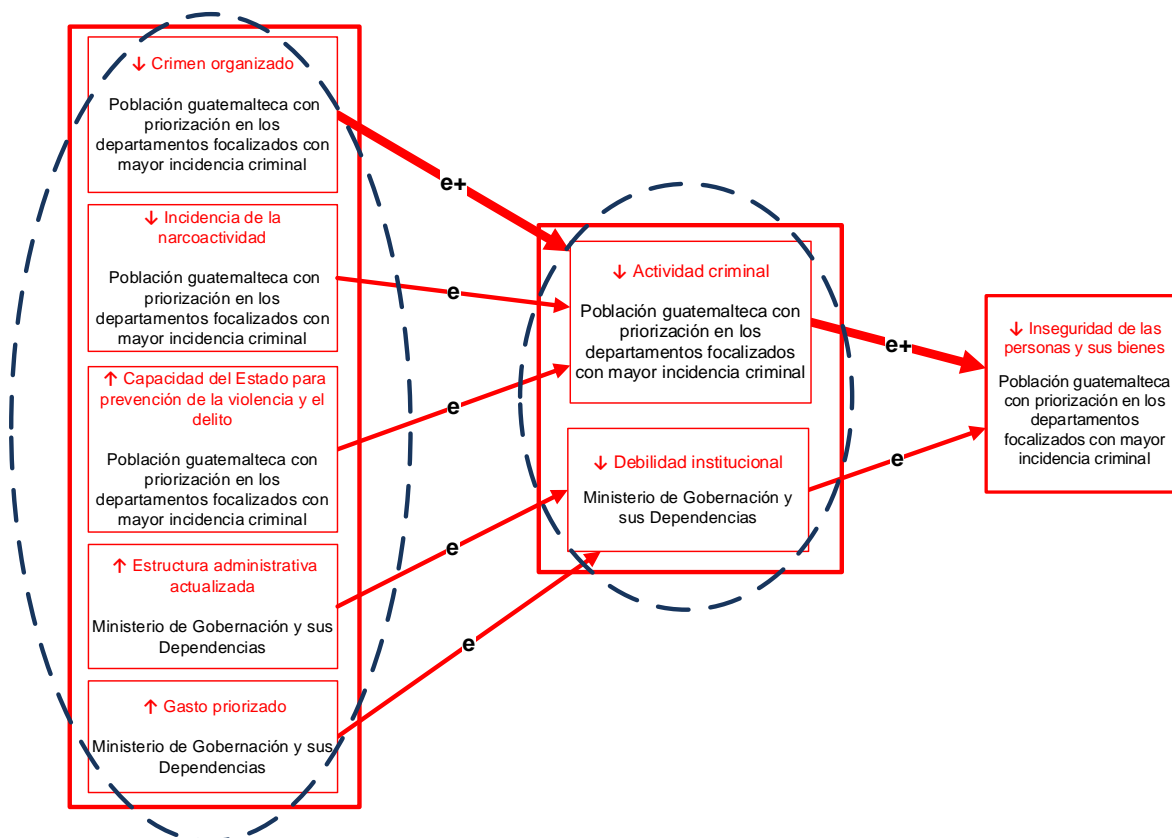 ↓ Crimen organizado
Población guatemalteca con
priorización en los
departamentos focalizados con
mayor incidencia criminal
↓ Incidencia de la
narcoactividad
Población guatemalteca con
priorización en los
departamentos focalizados con
mayor incidencia criminal
↑ Capacidad del Estado para
prevención de la violencia y el
delito
Población guatemalteca con
priorización en los
departamentos focalizados con
mayor incidencia criminal
↑ Estructura administrativa
actualizada
Ministerio de Gobernación y sus
Dependencias
↑ Gasto priorizado
Ministerio de Gobernación y sus
Dependencias
e+
e
e
e
e
↓ Actividad criminal
Población guatemalteca con
priorización en los
departamentos focalizados
con mayor incidencia criminal
↓ Debilidad institucional
Ministerio de Gobernación y
sus Dependencias
e+
e
↓ Inseguridad de las
personas y sus bienes
Población guatemalteca
con priorización en los
departamentos
focalizados con mayor
incidencia criminal